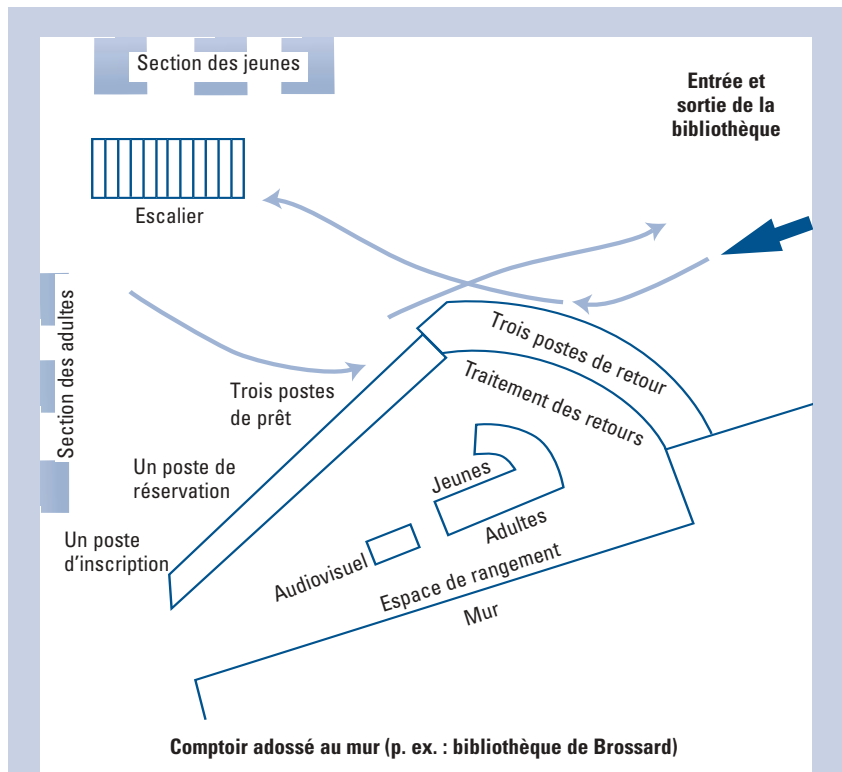 Section des jeunes
Entrée et
sortie de la
bibliothèque
Escalier
Section des adultes
Trois postes de retour
Traitement des retours
Trois postes
de prêt
Un poste de
réservation
Jeunes
Adultes
Un poste
d'inscription
Audiovisuel
Espace de rangement
Mur
Comptoir adossé au mur (p. ex. : bibliothèque de Brossard)